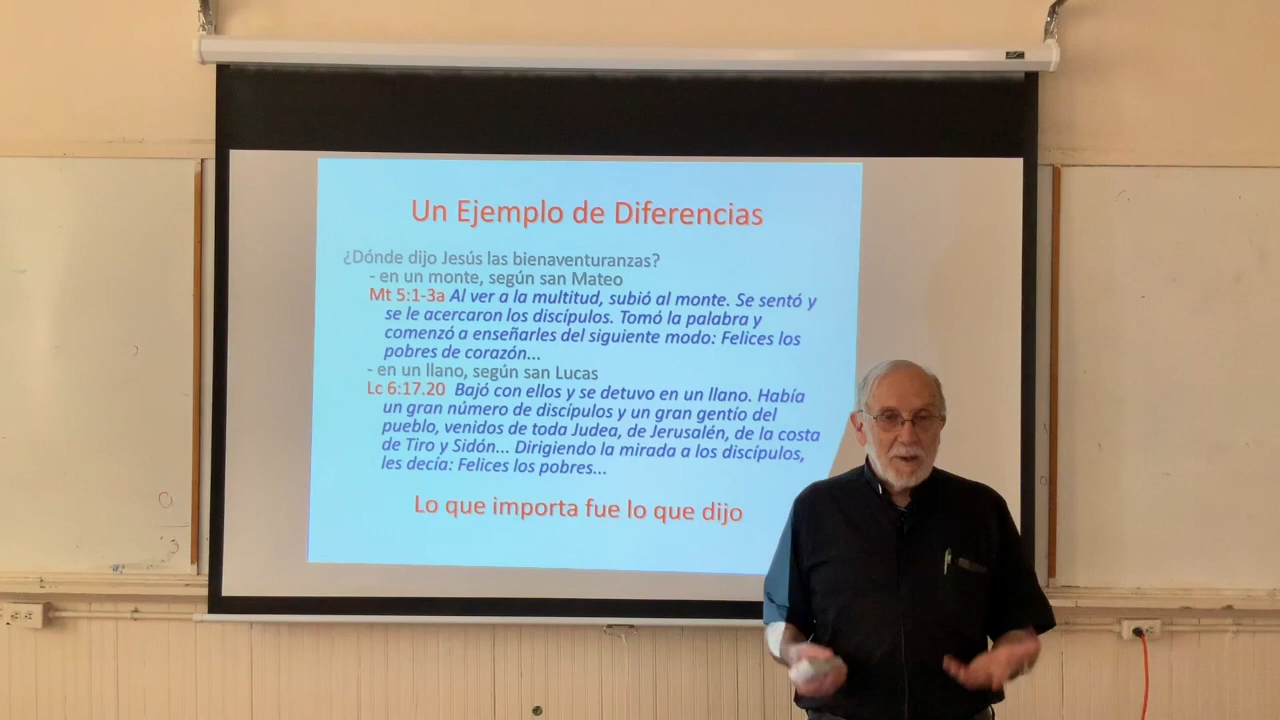 Un Ejemplo de Diferencias
¿Dónde dijo Jesús las bienaventuranzas?
- en un monte, según san Mateo
Mt 5:1-3a Al ver a la multitud, subió al monte. Se sentó y
se le acercaron los discípulos. Tomó la palabra y
comenzó a enseñarles del siguiente modo: Felices los
pobres de corazón...
- en un llano, según san Lucas
Lc 6:17.20 Bajó con ellos y se detuvo en un llano. Había
un gran número de discípulos y un gran gentío del
pueblo, venidos de toda Judea, de Jerusalén, de la costa
de Tiro y Sidón... Dirigiendo la mirada a los discípulos,
les decía: Felices los pobres...
Lo que importa fue lo que dijo